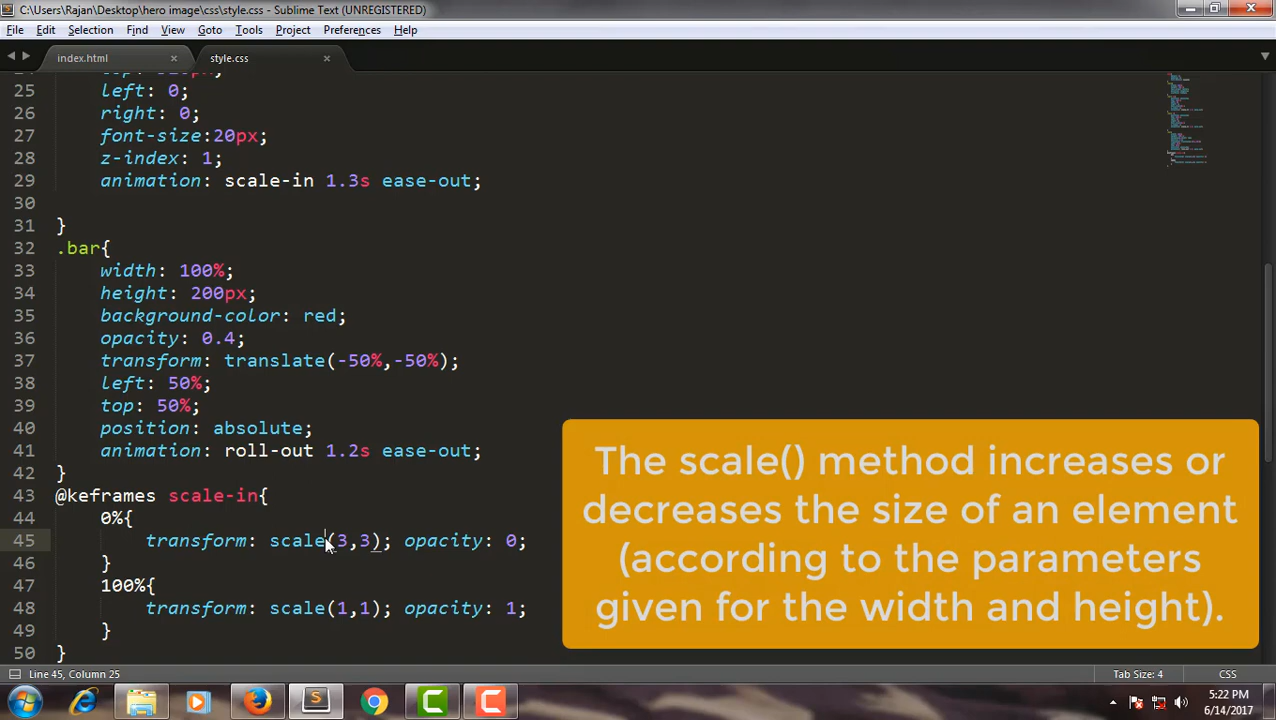 C:\Users\Rajan\Desktop\hero image\css\style.css - Sublime Text (UNREGISTERED)
File Edit Selection Find View Goto Tools Project Preferences Help
index.html × style.css ×
25 left: 0;
26 right: 0;
27 font-size:20px;
28 z-index: 1;
29 animation: scale-in 1.3s ease-out;
30
31 }
32 .bar{
33 width: 100%;
34 height: 200px;
35 background-color: red;
36 opacity: 0.4;
37 transform: translate(-50%,-50%);
38 left: 50%;
39 top: 50%;
40 position: absolute;
41 animation: roll-out 1.2s ease-out;
42 }
43 @keframes scale-in{
44 0%{
45 transform: scale(3,3); opacity: 0;
46 }
47 100%{
48 transform: scale(1,1); opacity: 1;
49 }
50 }
The scale() method increases or
decreases the size of an element
(according to the parameters
given for the width and height).
Line 45, Column 25 Tab Size: 4 CSS
5:22 PM
6/14/2017